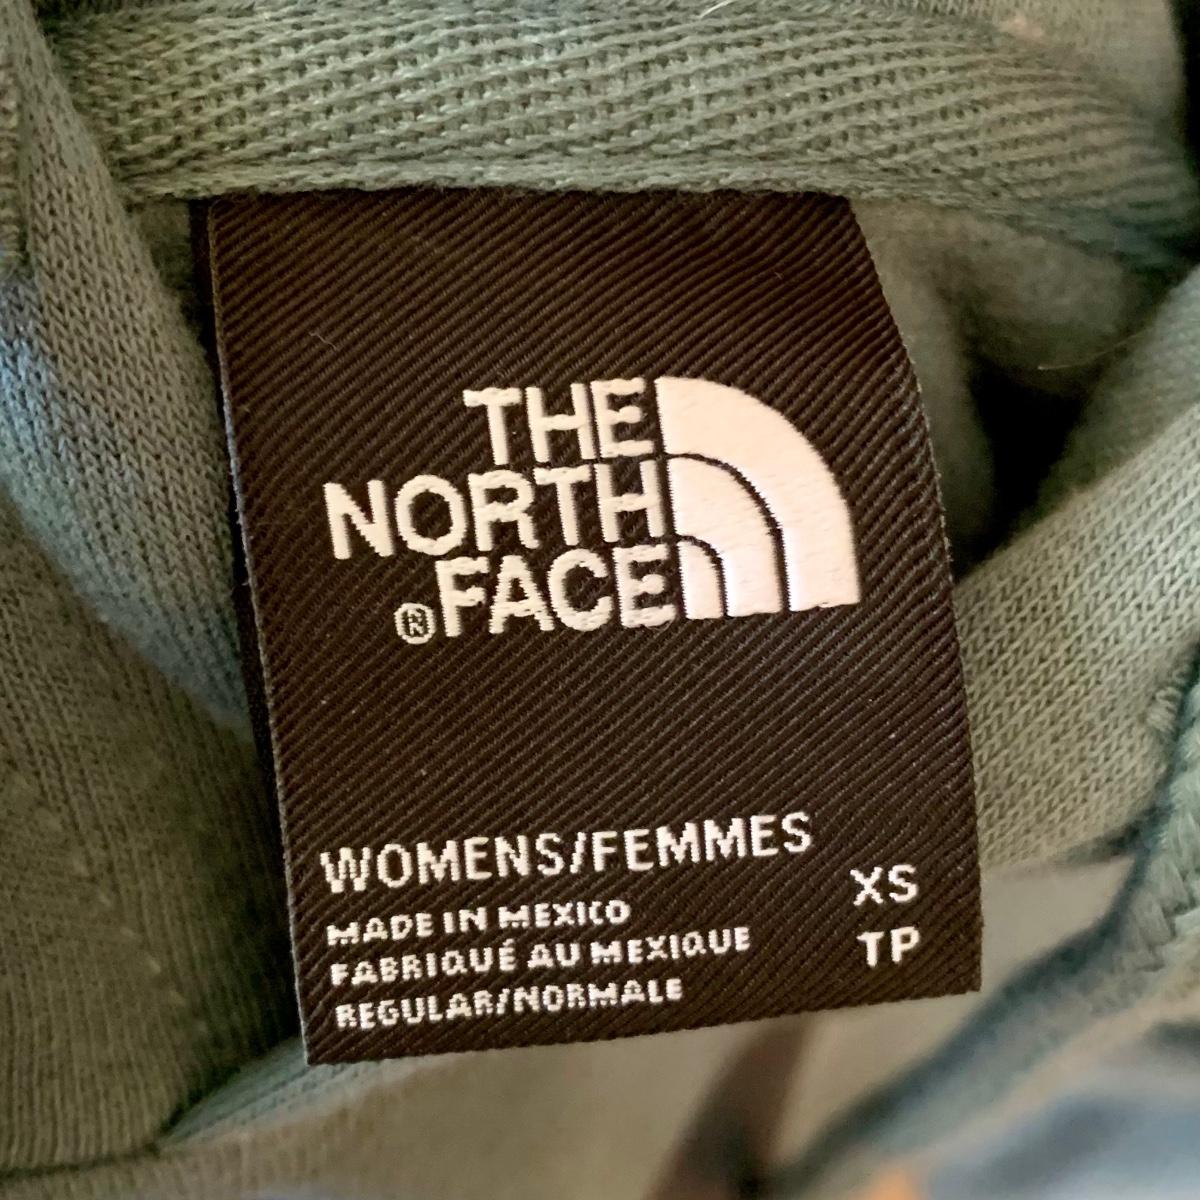 THE
NORTH
®FACE
WOMENS/FEMMES
XS
MADE IN MEXICO
FABRIQUÉ AU MEXIQUE
TP
REGULAR/NORMALE